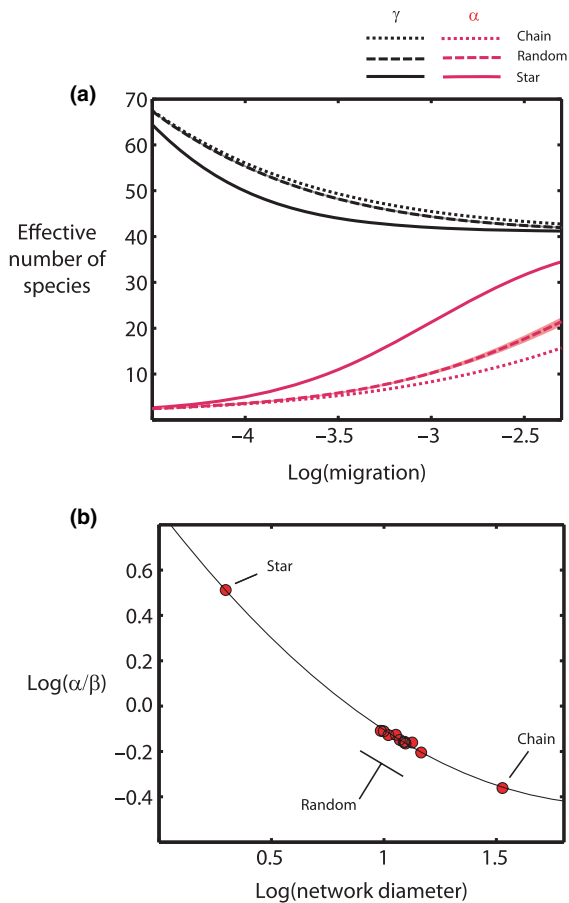 γ α
Chain
Random
Star
(a)
70
60
50
40
30
20
10
Effective
number of
species
−4 −3.5 −3 −2.5
Log(migration)
(b)
0.6
0.4
0.2
0.0
−0.2
−0.4
Log(α/β)
Star
Chain
Random
0.5 1 1.5
Log(network diameter)